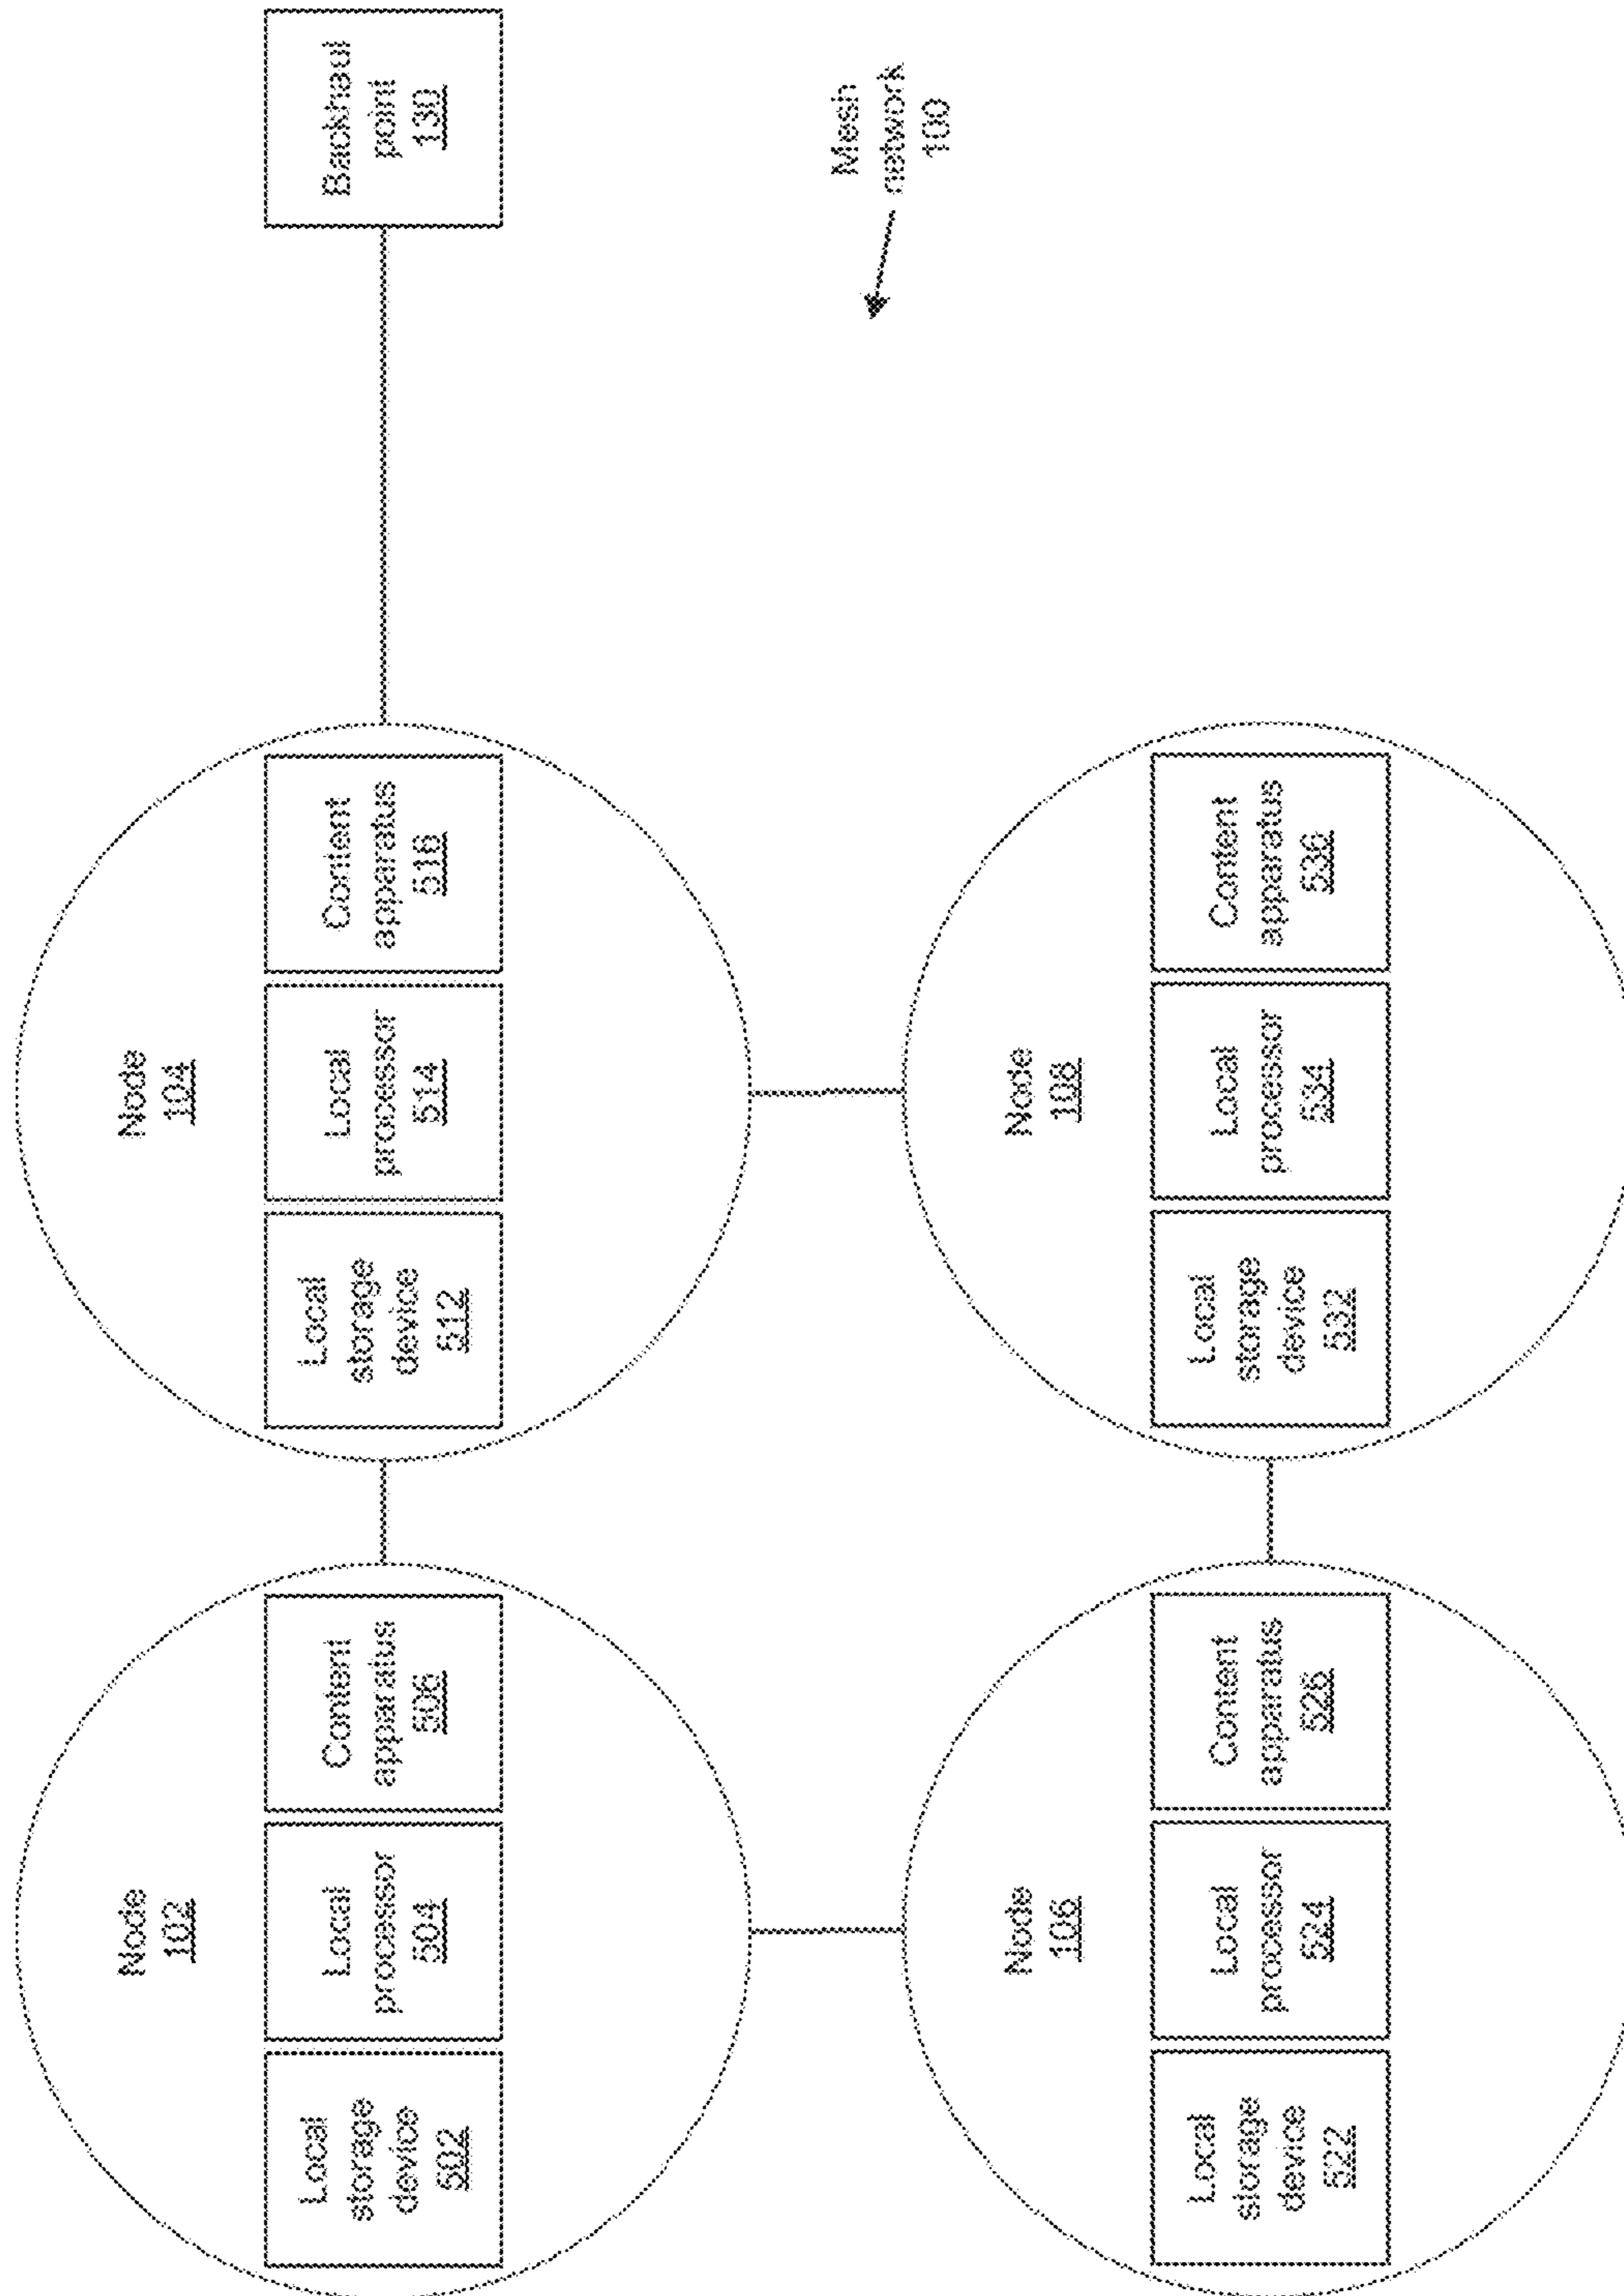 Node
102
Local
storage
device
502
Local
processor
504
Content
apparatus
506
Node
104
Local
storage
device
512
Local
processor
514
Content
apparatus
516
Backhaul
point
130
Mesh
network
100
Node
106
Local
storage
device
522
Local
processor
524
Content
apparatus
526
Node
108
Local
storage
device
532
Local
processor
534
Content
apparatus
536